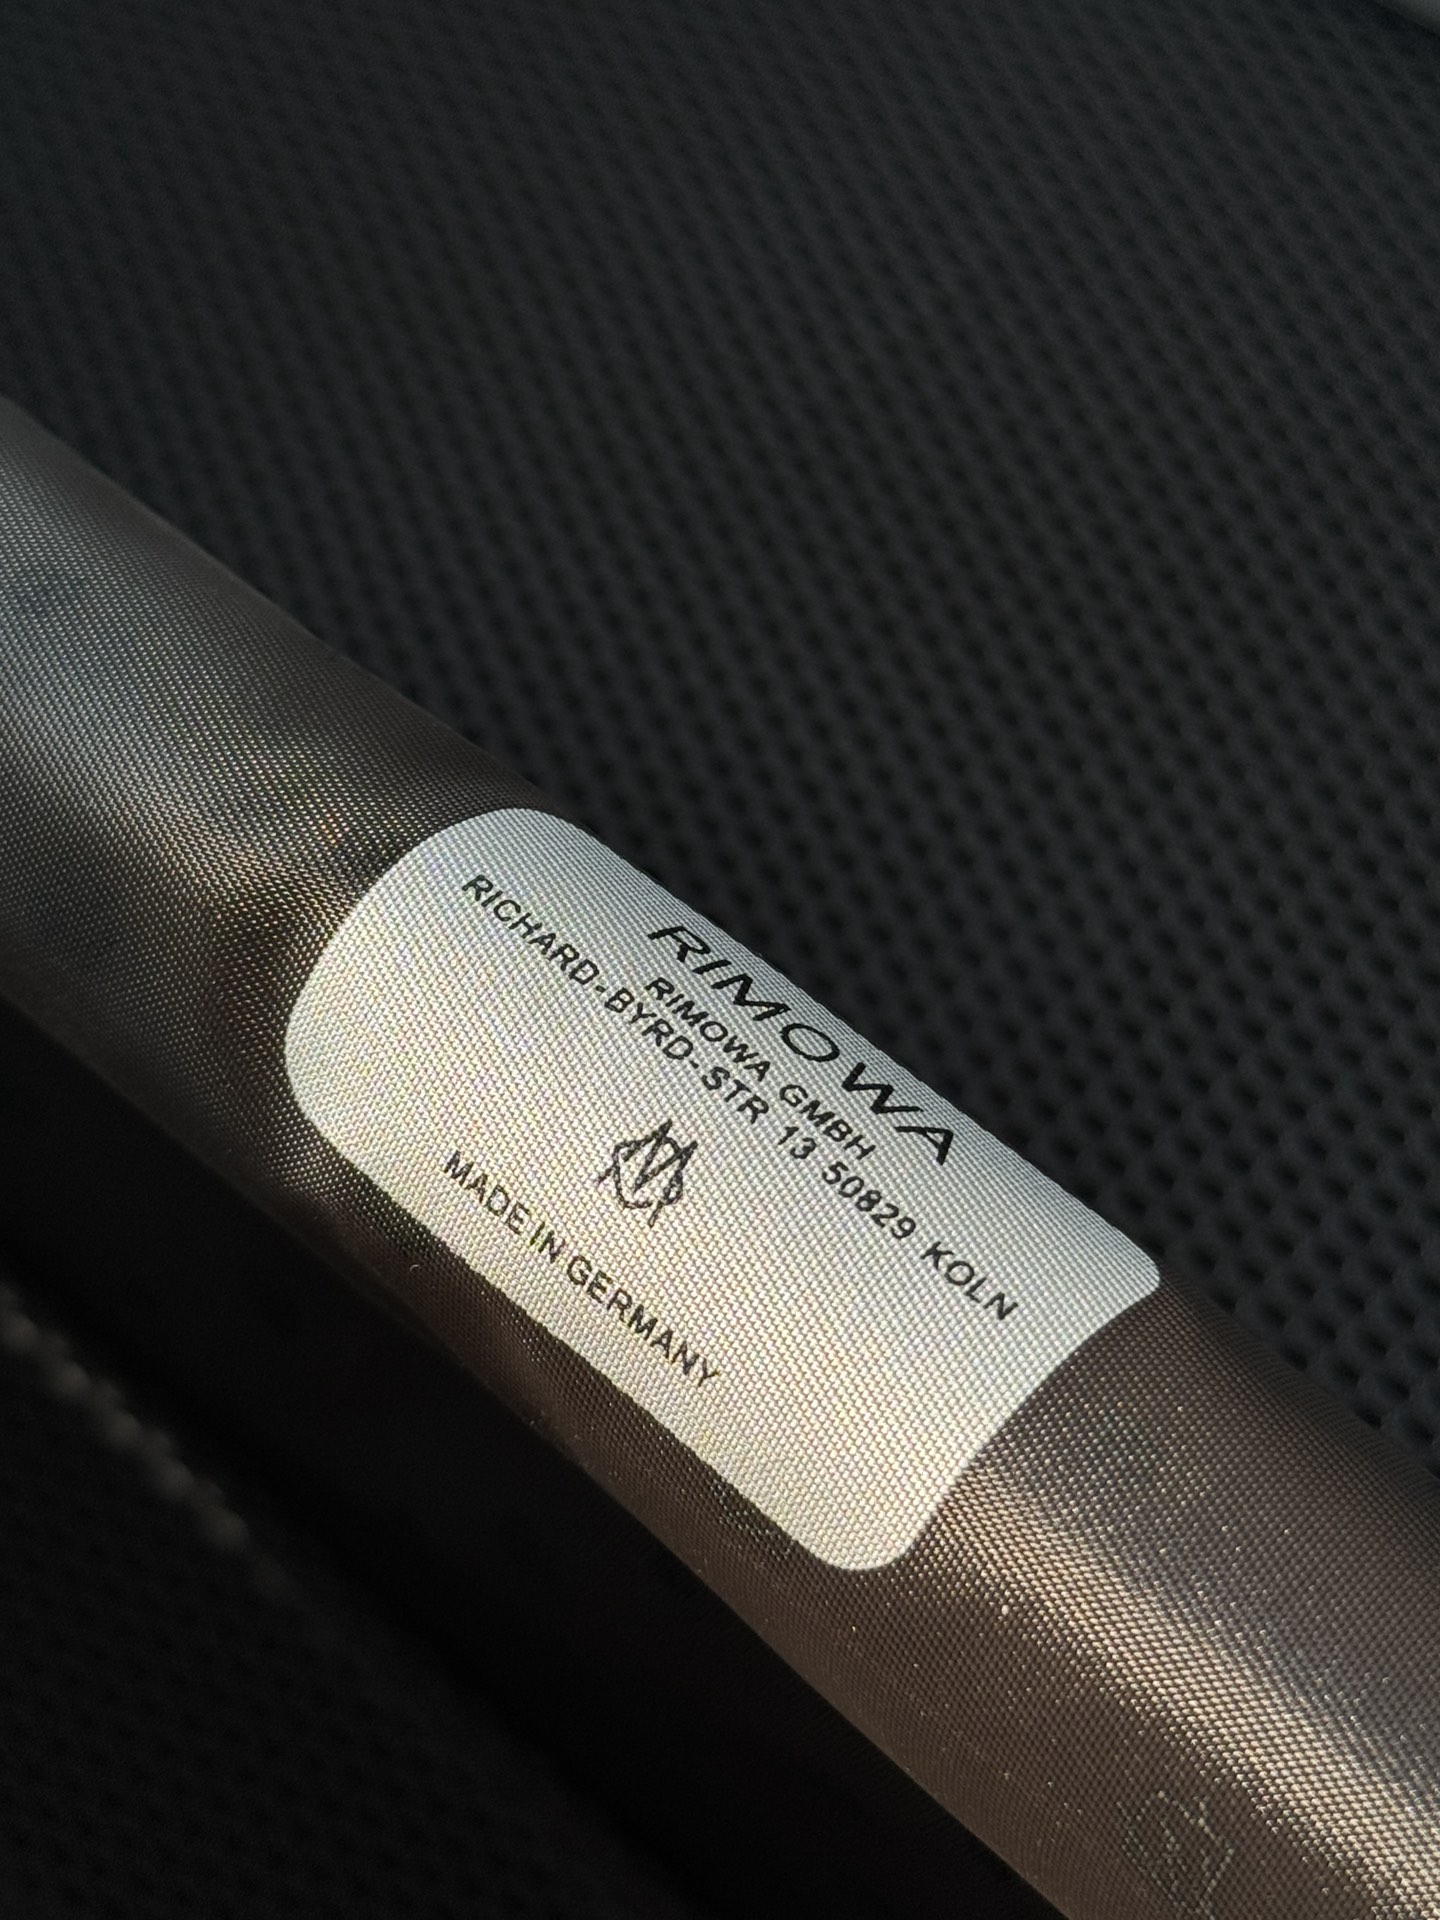 RIMOWA
RIMOWA GMBH
RICHARD-BYRD-STR 13 50829 KOLN
MADE IN GERMANY